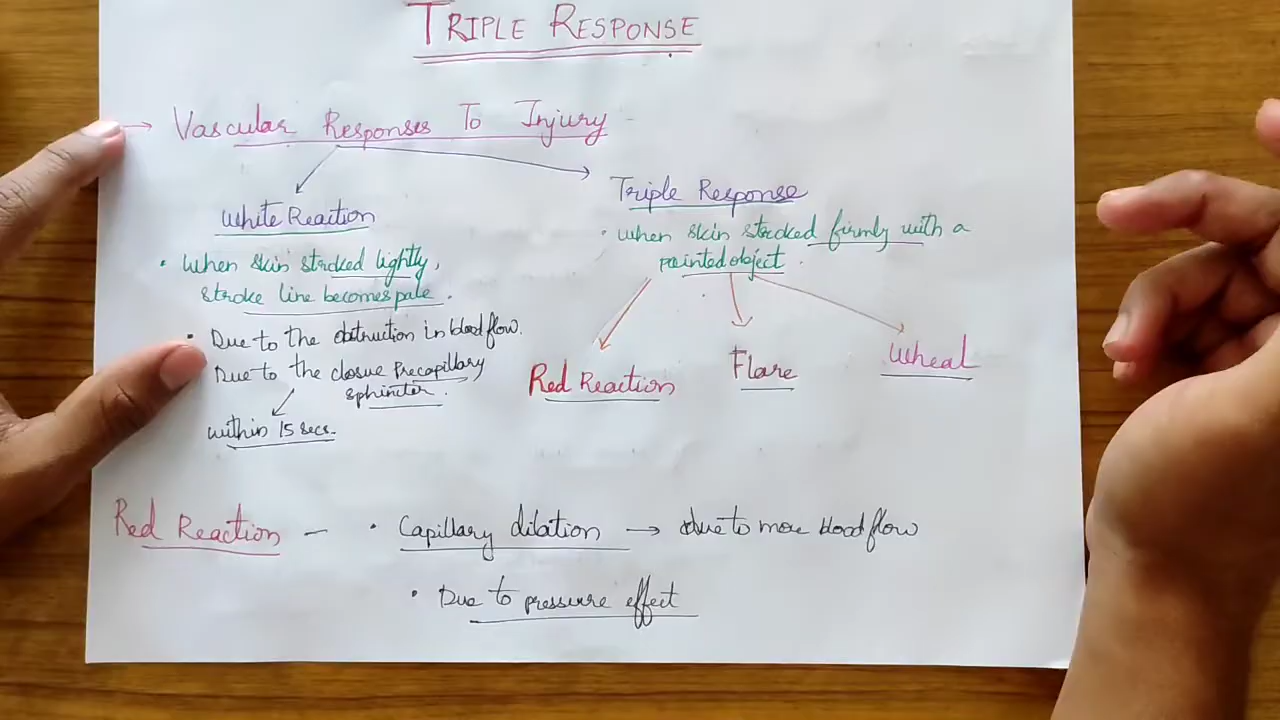 TRIPLE RESPONSE
→ Vascular Responses To Injury
White Reaction
• When skin stroked lightly,
stroke line becomes pale.
• Due to the obstruction in blood flow.
Due to the closure Precapillary
sphincter.
within 15 secs.
Triple Response
• when skin stroked firmly with a
pointed object.
Red Reaction
Flare
Wheal
Red Reaction — • Capillary dilation → due to more blood flow
• Due to pressure effect